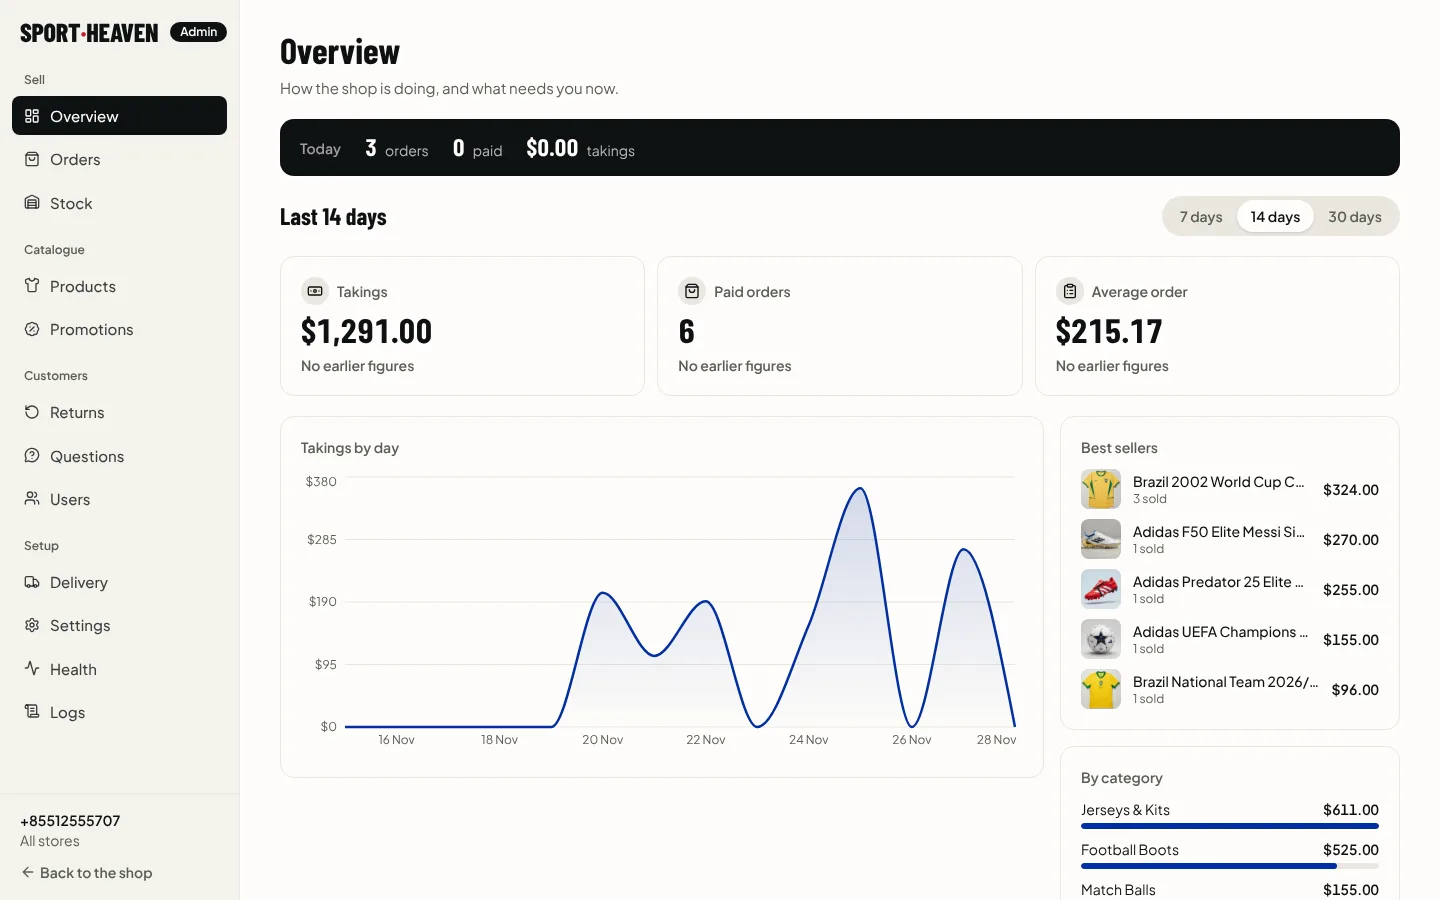 SPORT·HEAVEN Admin
Sell
Overview
Orders
Stock
Catalogue
Products
Promotions
Customers
Returns
Questions
Users
Setup
Delivery
Settings
Health
Logs
+85512555707
All stores
← Back to the shop
Overview
How the shop is doing, and what needs you now.
Today 3 orders 0 paid $0.00 takings
Last 14 days
7 days 14 days 30 days
Takings
$1,291.00
No earlier figures
Paid orders
6
No earlier figures
Average order
$215.17
No earlier figures
Takings by day
$380
$285
$190
$95
$0
16 Nov 18 Nov 20 Nov 22 Nov 24 Nov 26 Nov 28 Nov
Best sellers
Brazil 2002 World Cup C... $324.00
3 sold
Adidas F50 Elite Messi Si... $270.00
1 sold
Adidas Predator 25 Elite ... $255.00
1 sold
Adidas UEFA Champions ... $155.00
1 sold
Brazil National Team 2026/... $96.00
1 sold
By category
Jerseys & Kits $611.00
Football Boots $525.00
Match Balls $155.00